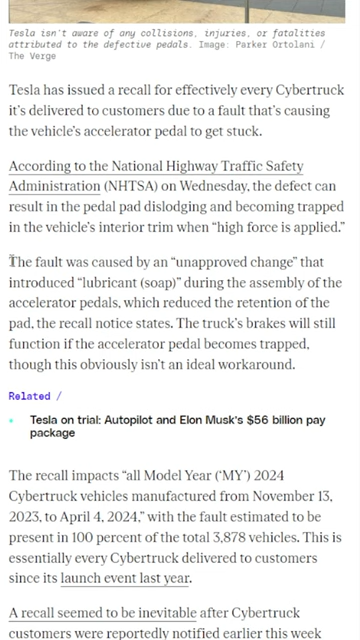 Tesla isn't aware of any collisions, injuries, or fatalities
attributed to the defective pedals. Image: Parker Ortolani /
The Verge
Tesla has issued a recall for effectively every Cybertruck
it's delivered to customers due to a fault that's causing
the vehicle's accelerator pedal to get stuck.
According to the National Highway Traffic Safety
Administration (NHTSA) on Wednesday, the defect can
result in the pedal pad dislodging and becoming trapped
in the vehicle's interior trim when “high force is applied.”
The fault was caused by an “unapproved change” that
introduced “lubricant (soap)” during the assembly of the
accelerator pedals, which reduced the retention of the
pad, the recall notice states. The truck's brakes will still
function if the accelerator pedal becomes trapped,
though this obviously isn't an ideal workaround.
Related /
Tesla on trial: Autopilot and Elon Musk's $56 billion pay
package
The recall impacts “all Model Year (‘MY’) 2024
Cybertruck vehicles manufactured from November 13,
2023, to April 4, 2024,” with the fault estimated to be
present in 100 percent of the total 3,878 vehicles. This is
essentially every Cybertruck delivered to customers
since its launch event last year.
A recall seemed to be inevitable after Cybertruck
customers were reportedly notified earlier this week